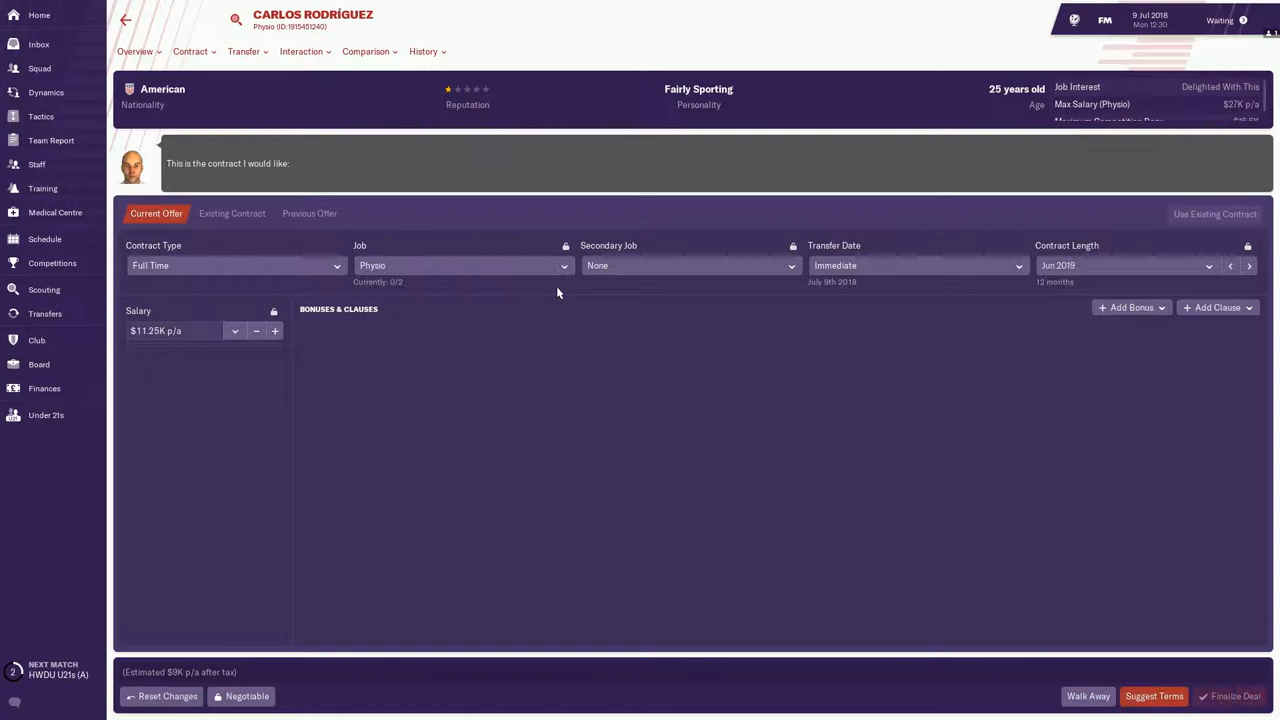 Home
CARLOS RODRÍGUEZ
Physio (ID:1915451240)
FM
9 Jul 2018
Mon 12:30
Waiting
1
Inbox
Squad
Dynamics
Tactics
Team Report
Staff
Training
Medical Centre
Schedule
Competitions
Scouting
Transfers
Club
Board
Finances
Under 21s
Overview
Contract
Transfer
Interaction
Comparison
History
American
Nationality
Reputation
Fairly Sporting
Personality
25 years old
Age
Job Interest Delighted With This
Max Salary (Physio) $27K p/a
This is the contract I would like:
Current Offer
Existing Contract
Previous Offer
Use Existing Contract
Contract Type
Full Time
Job
Physio
Currently: 0/2
Secondary Job
None
Transfer Date
Immediate
July 9th 2018
Contract Length
Jun 2019
12 months
Salary
$11.25K p/a
BONUSES & CLAUSES
Add Bonus
Add Clause
2
NEXT MATCH
HWDU U21s (A)
(Estimated $9K p/a after tax)
Reset Changes
Negotiable
Walk Away
Suggest Terms
Finalize Deal